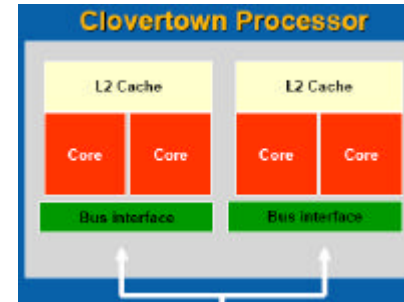 Clovertown Processor
L2 Cache L2 Cache
Core Core Core Core
Bus interface Bus interface